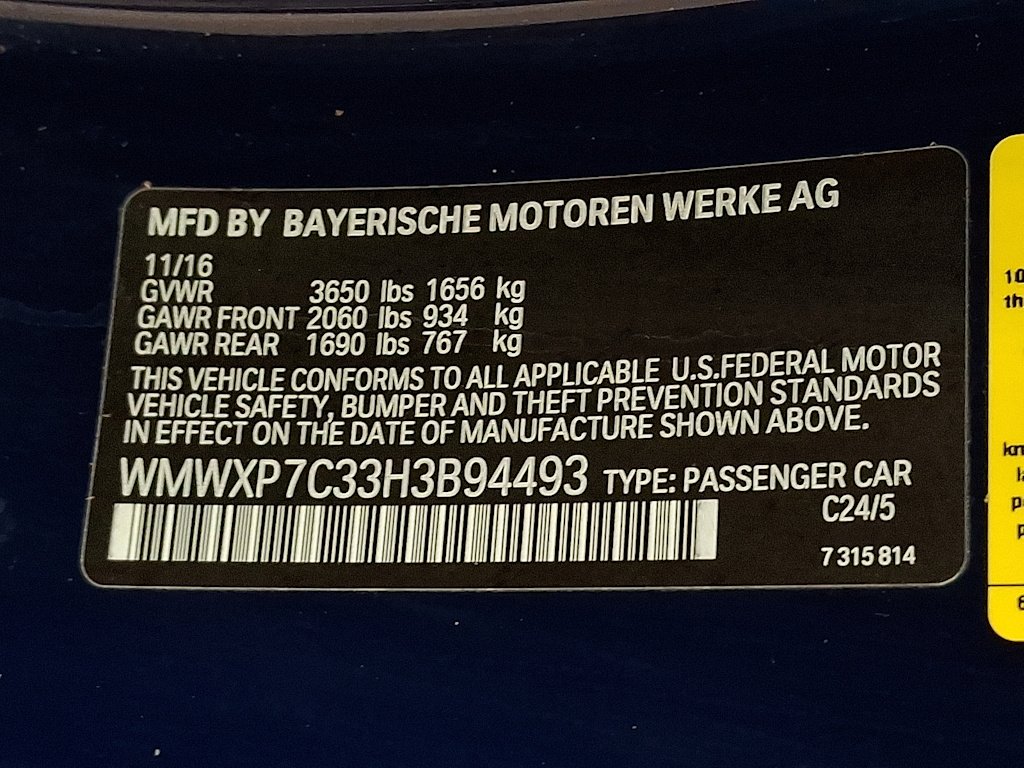 MFD BY BAYERISCHE MOTOREN WERKE AG
11/16
GVWR 3650 lbs 1656 kg
GAWR FRONT 2060 lbs 934 kg
GAWR REAR 1690 lbs 767 kg
THIS VEHICLE CONFORMS TO ALL APPLICABLE U.S.FEDERAL MOTOR
VEHICLE SAFETY, BUMPER AND THEFT PREVENTION STANDARDS
IN EFFECT ON THE DATE OF MANUFACTURE SHOWN ABOVE.
WMWXP7C33H3B94493 TYPE: PASSENGER CAR
C24/5
7 315 814
10
th